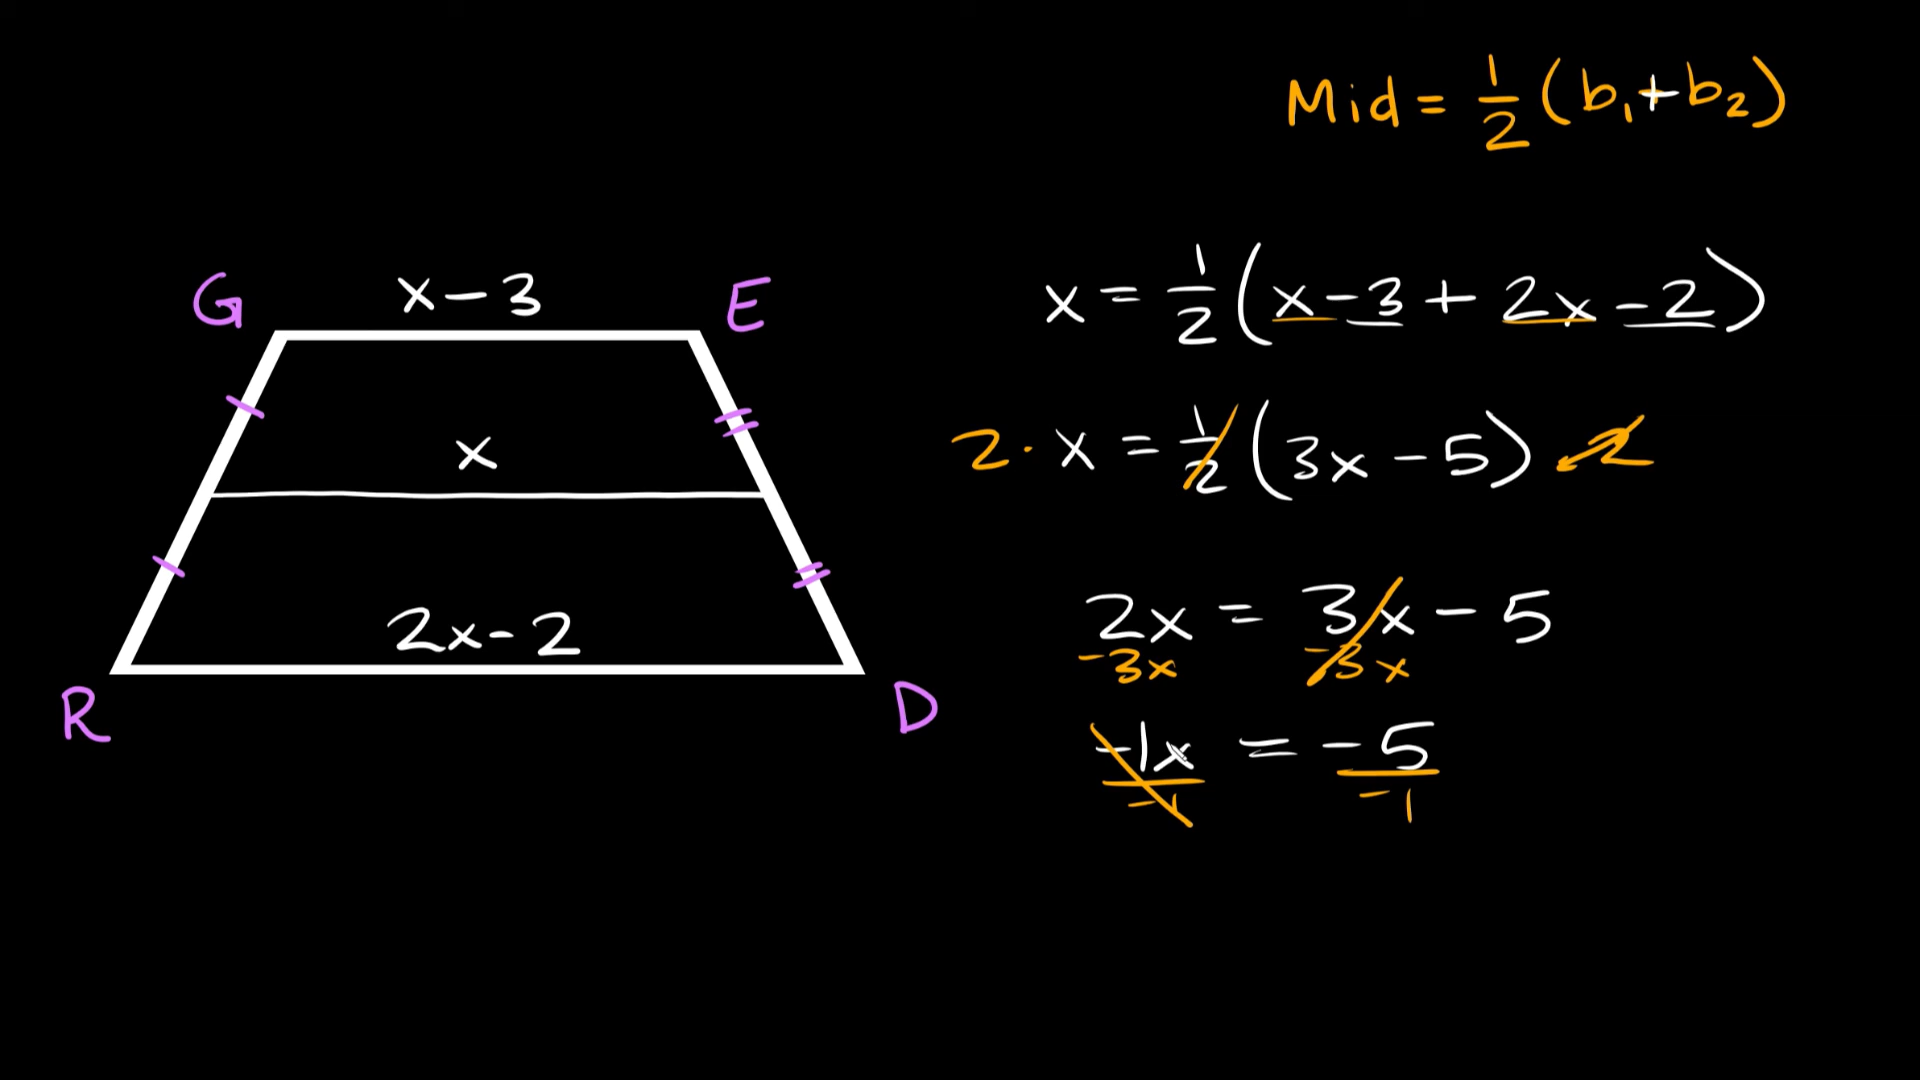 Mid = 1/2 (b₁+b₂)
G x-3 E
x
2x-2
R D
x = 1/2 (x-3 + 2x-2)
2 · x = 1/2 (3x-5) 2
2x = 3x - 5
-3x -3x
-1x = -5
-1 -1